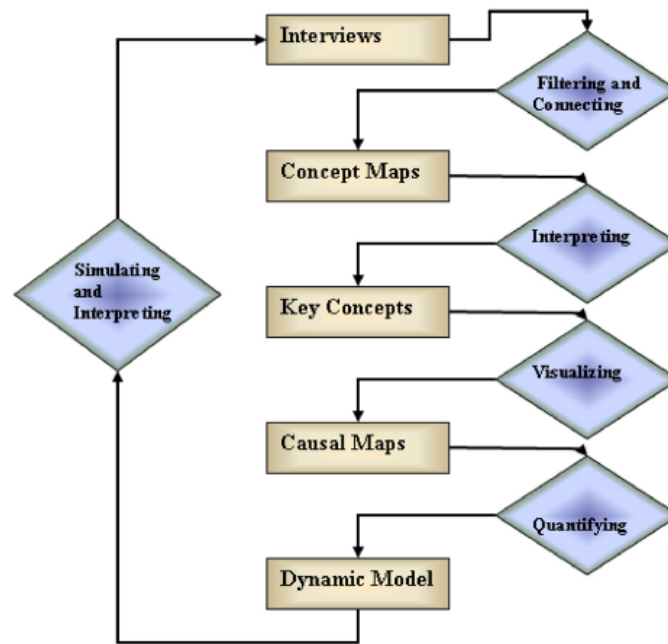 Interviews
Filtering and
Connecting
Concept Maps
Interpreting
Simulating
and
Interpreting
Key Concepts
Visualizing
Causal Maps
Quantifying
Dynamic Model